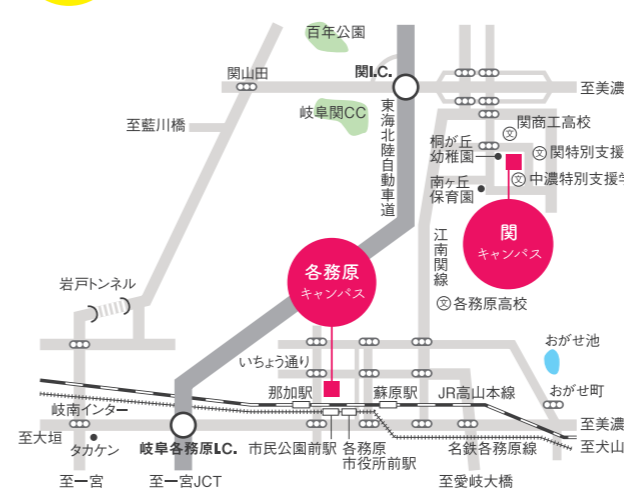 百年公園
関山田
関I.C.
至美濃
岐阜関CC
至藍川橋
東海北陸自動車道
関商工高校
桐が丘
幼稚園
文
文
関特別支援
文
中濃特別支援学
南ヶ丘
保育園
関
キャンパス
江南関線
各務原
キャンパス
岩戸トンネル
文
各務原高校
おがせ池
いちょう通り
那加駅
蘇原駅
JR高山本線
おがせ町
岐南インター
至大垣
タカケン
岐阜各務原I.C.
市民公園前駅
各務原
市役所前駅
名鉄各務原線
至美濃
至犬山
至一宮
至一宮JCT
至愛岐大橋